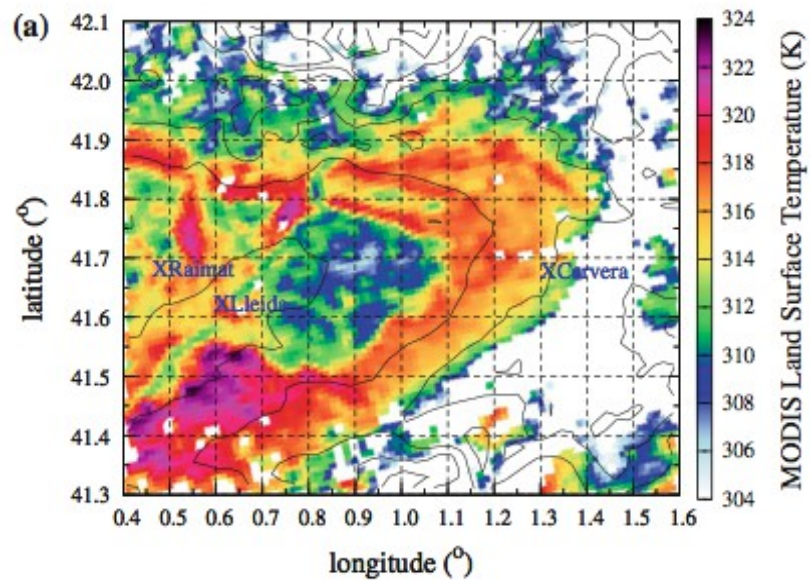 (a)
42.1
42.0
41.9
41.8
41.7
41.6
41.5
41.4
41.3
latitude (°)
XRaimat
XLleida
XCarvera
0.4 0.5 0.6 0.7 0.8 0.9 1.0 1.1 1.2 1.3 1.4 1.5 1.6
longitude (°)
324
322
320
318
316
314
312
310
308
306
304
MODIS Land Surface Temperature (K)